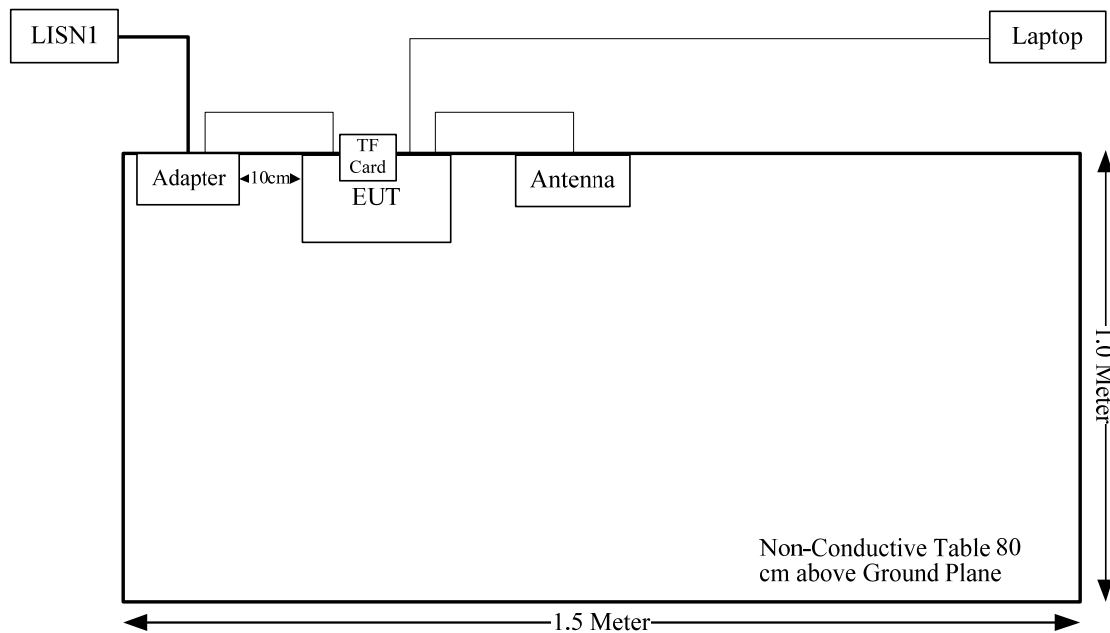 LISN1
Laptop
TF
Card
Adapter
10cm
EUT
Antenna
1.0 Meter
Non-Conductive Table 80
cm above Ground Plane
1.5 Meter